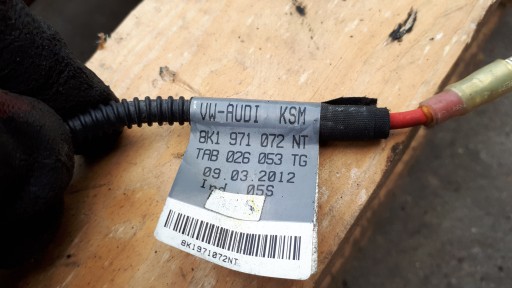 VW-AUDI KSM
8K1 971 072 NT
TAB 026 053 TG
09.03.2012
Ind. 05S
8K1971072NT